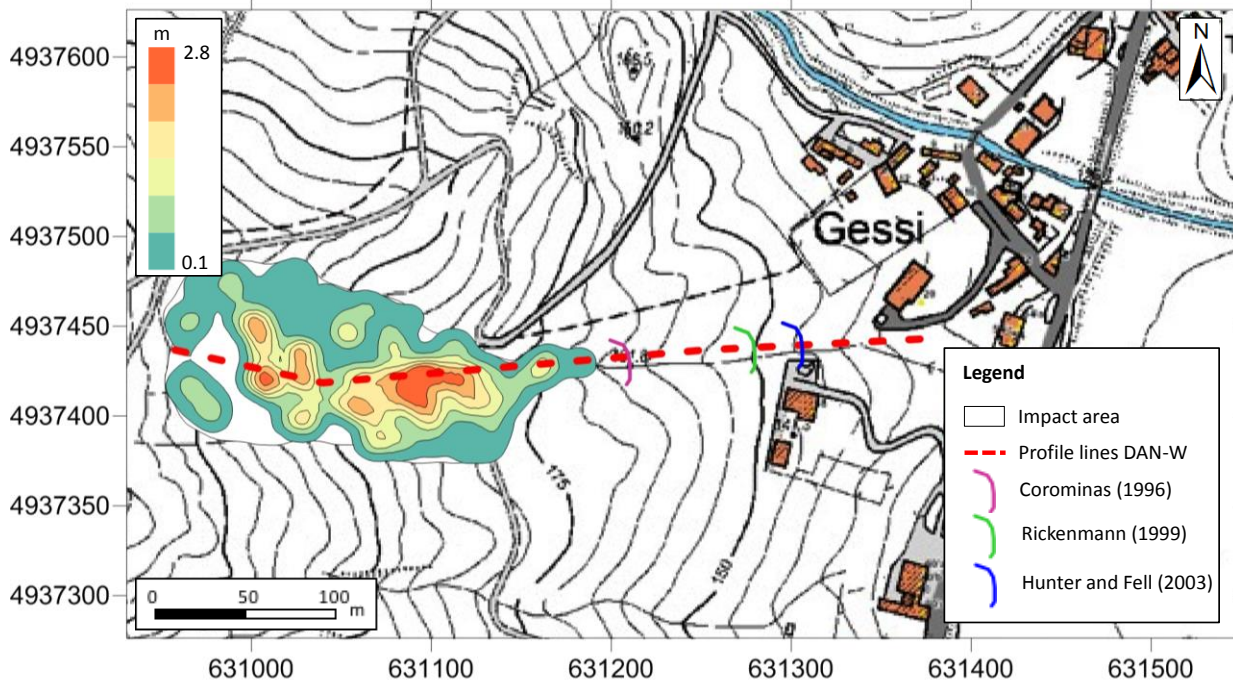 m
2.8
0.1
N
4937600
4937550
4937500
4937450
4937400
4937350
4937300
Gessi
175
150
Legend
Impact area
Profile lines DAN-W
Corominas (1996)
Rickenmann (1999)
Hunter and Fell (2003)
0 50 100
m
631000 631100 631200 631300 631400 631500